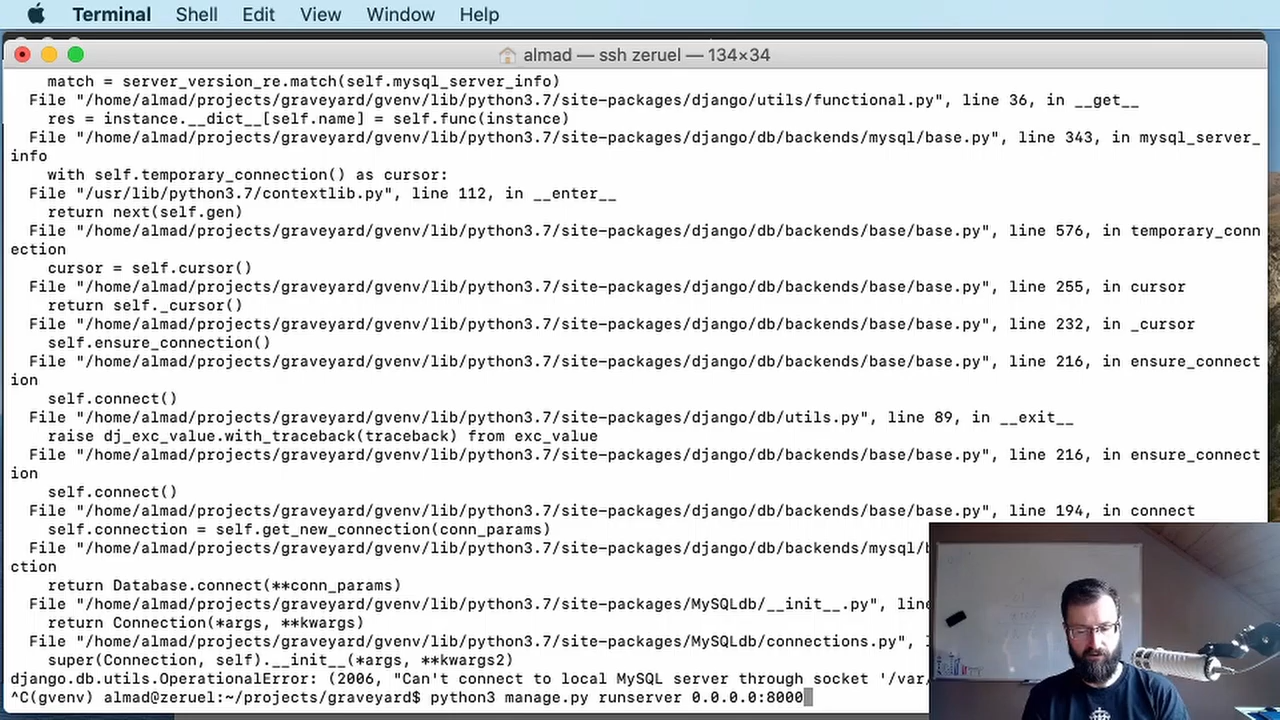 Terminal Shell Edit View Window Help
almad — ssh zeruel — 134×34
match = server_version_re.match(self.mysql_server_info)
File "/home/almad/projects/graveyard/gvenv/lib/python3.7/site-packages/django/utils/functional.py", line 36, in __get__
res = instance.__dict__[self.name] = self.func(instance)
File "/home/almad/projects/graveyard/gvenv/lib/python3.7/site-packages/django/db/backends/mysql/base.py", line 343, in mysql_server_
info
with self.temporary_connection() as cursor:
File "/usr/lib/python3.7/contextlib.py", line 112, in __enter__
return next(self.gen)
File "/home/almad/projects/graveyard/gvenv/lib/python3.7/site-packages/django/db/backends/base/base.py", line 576, in temporary_conn
ection
cursor = self.cursor()
File "/home/almad/projects/graveyard/gvenv/lib/python3.7/site-packages/django/db/backends/base/base.py", line 255, in cursor
return self._cursor()
File "/home/almad/projects/graveyard/gvenv/lib/python3.7/site-packages/django/db/backends/base/base.py", line 232, in _cursor
self.ensure_connection()
File "/home/almad/projects/graveyard/gvenv/lib/python3.7/site-packages/django/db/backends/base/base.py", line 216, in ensure_connect
ion
self.connect()
File "/home/almad/projects/graveyard/gvenv/lib/python3.7/site-packages/django/db/utils.py", line 89, in __exit__
raise dj_exc_value.with_traceback(traceback) from exc_value
File "/home/almad/projects/graveyard/gvenv/lib/python3.7/site-packages/django/db/backends/base/base.py", line 216, in ensure_connect
ion
self.connect()
File "/home/almad/projects/graveyard/gvenv/lib/python3.7/site-packages/django/db/backends/base/base.py", line 194, in connect
self.connection = self.get_new_connection(conn_params)
File "/home/almad/projects/graveyard/gvenv/lib/python3.7/site-packages/django/db/backends/mysql/b
ction
return Database.connect(**conn_params)
File "/home/almad/projects/graveyard/gvenv/lib/python3.7/site-packages/MySQLdb/__init__.py", line
return Connection(*args, **kwargs)
File "/home/almad/projects/graveyard/gvenv/lib/python3.7/site-packages/MySQLdb/connections.py", l
super(Connection, self).__init__(*args, **kwargs2)
django.db.utils.OperationalError: (2006, "Can't connect to local MySQL server through socket '/var/
^C(gvenv) almad@zeruel:~/projects/graveyard$ python3 manage.py runserver 0.0.0.0:8000